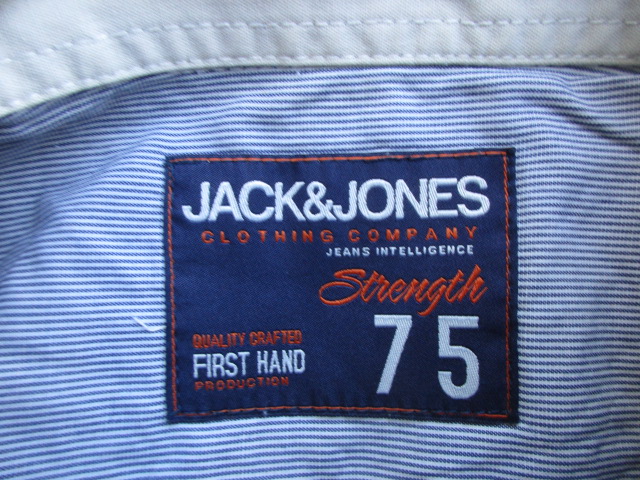 JACK&JONES
CLOTHING COMPANY
JEANS INTELLIGENCE
Strength
75
QUALITY CRAFTED
FIRST HAND
PRODUCTION